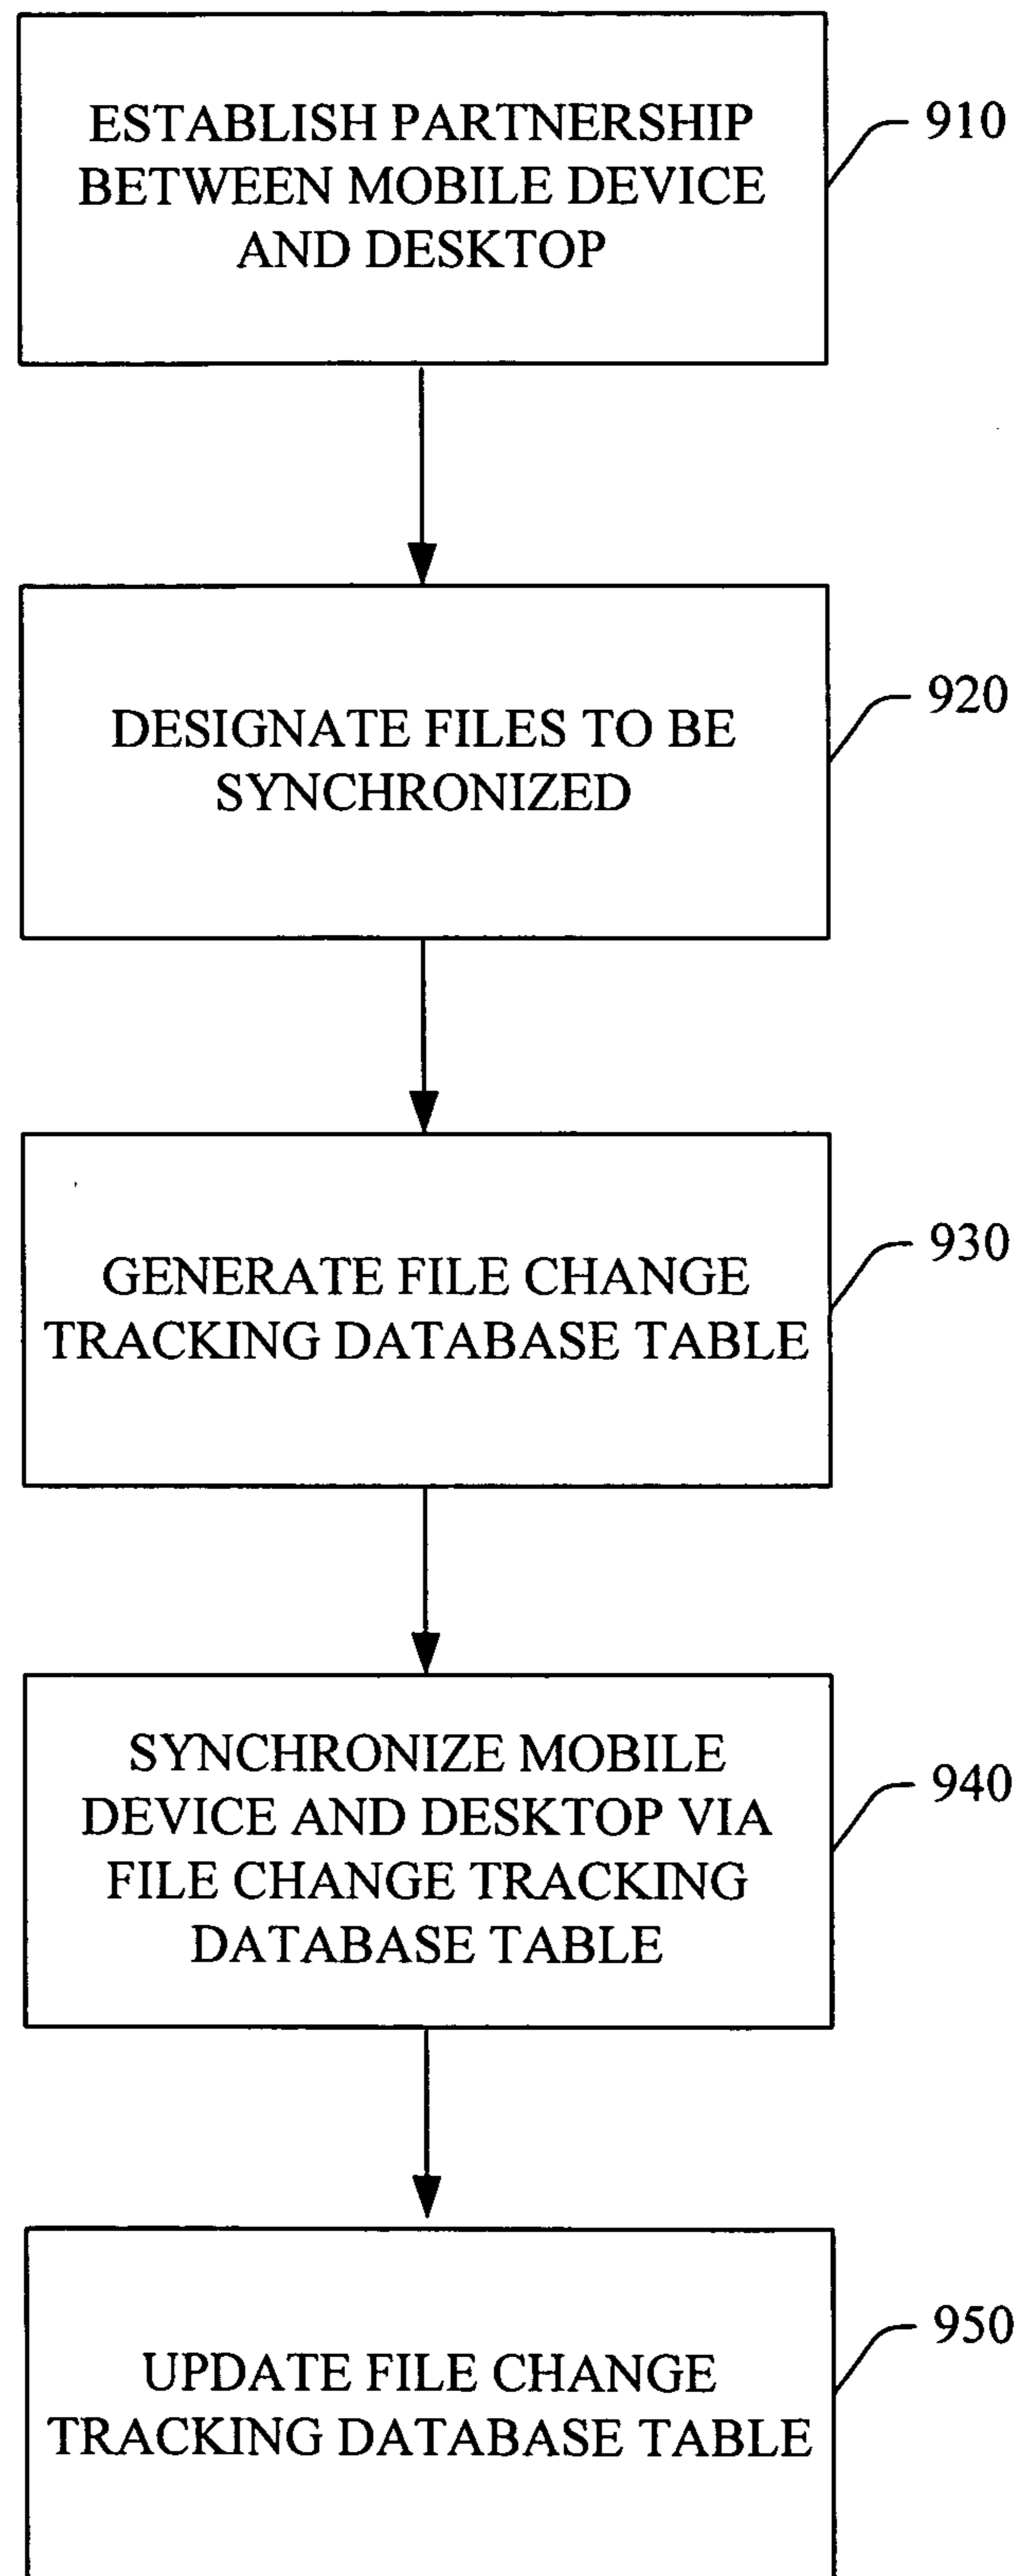 ESTABLISH PARTNERSHIP
BETWEEN MOBILE DEVICE
AND DESKTOP
910
DESIGNATE FILES TO BE
SYNCHRONIZED
920
GENERATE FILE CHANGE
TRACKING DATABASE TABLE
930
SYNCHRONIZE MOBILE
DEVICE AND DESKTOP VIA
FILE CHANGE TRACKING
DATABASE TABLE
940
UPDATE FILE CHANGE
TRACKING DATABASE TABLE
950